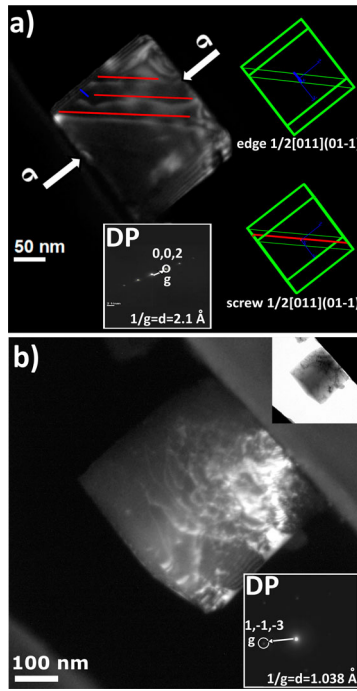 a)
σ
σ
edge 1/2[011](01-1)
50 nm
DP
0,0,2
g
1/g=d=2.1 Å
screw 1/2[011](01-1)
b)
100 nm
DP
1,-1,-3
g
1/g=d=1.038 Å